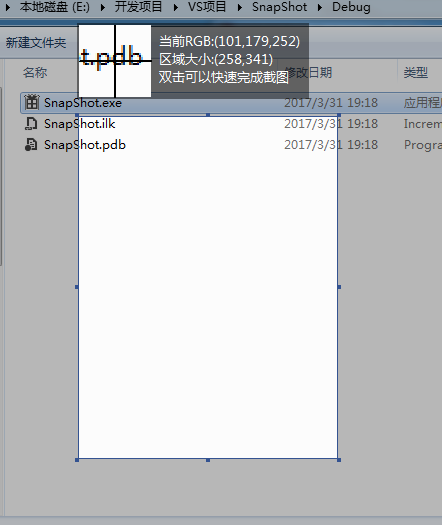 本地磁盘 (E:) 开发项目 VS项目 SnapShot Debug
新建文件夹
t.pdb
当前RGB:(101,179,252)
区域大小:(258,341)
双击可以快速完成截图
名称 修改日期 类型
SnapShot.exe 2017/3/31 19:18 应用程
SnapShot.ilk 2017/3/31 19:18 Increm
SnapShot.pdb 2017/3/31 19:18 Progra